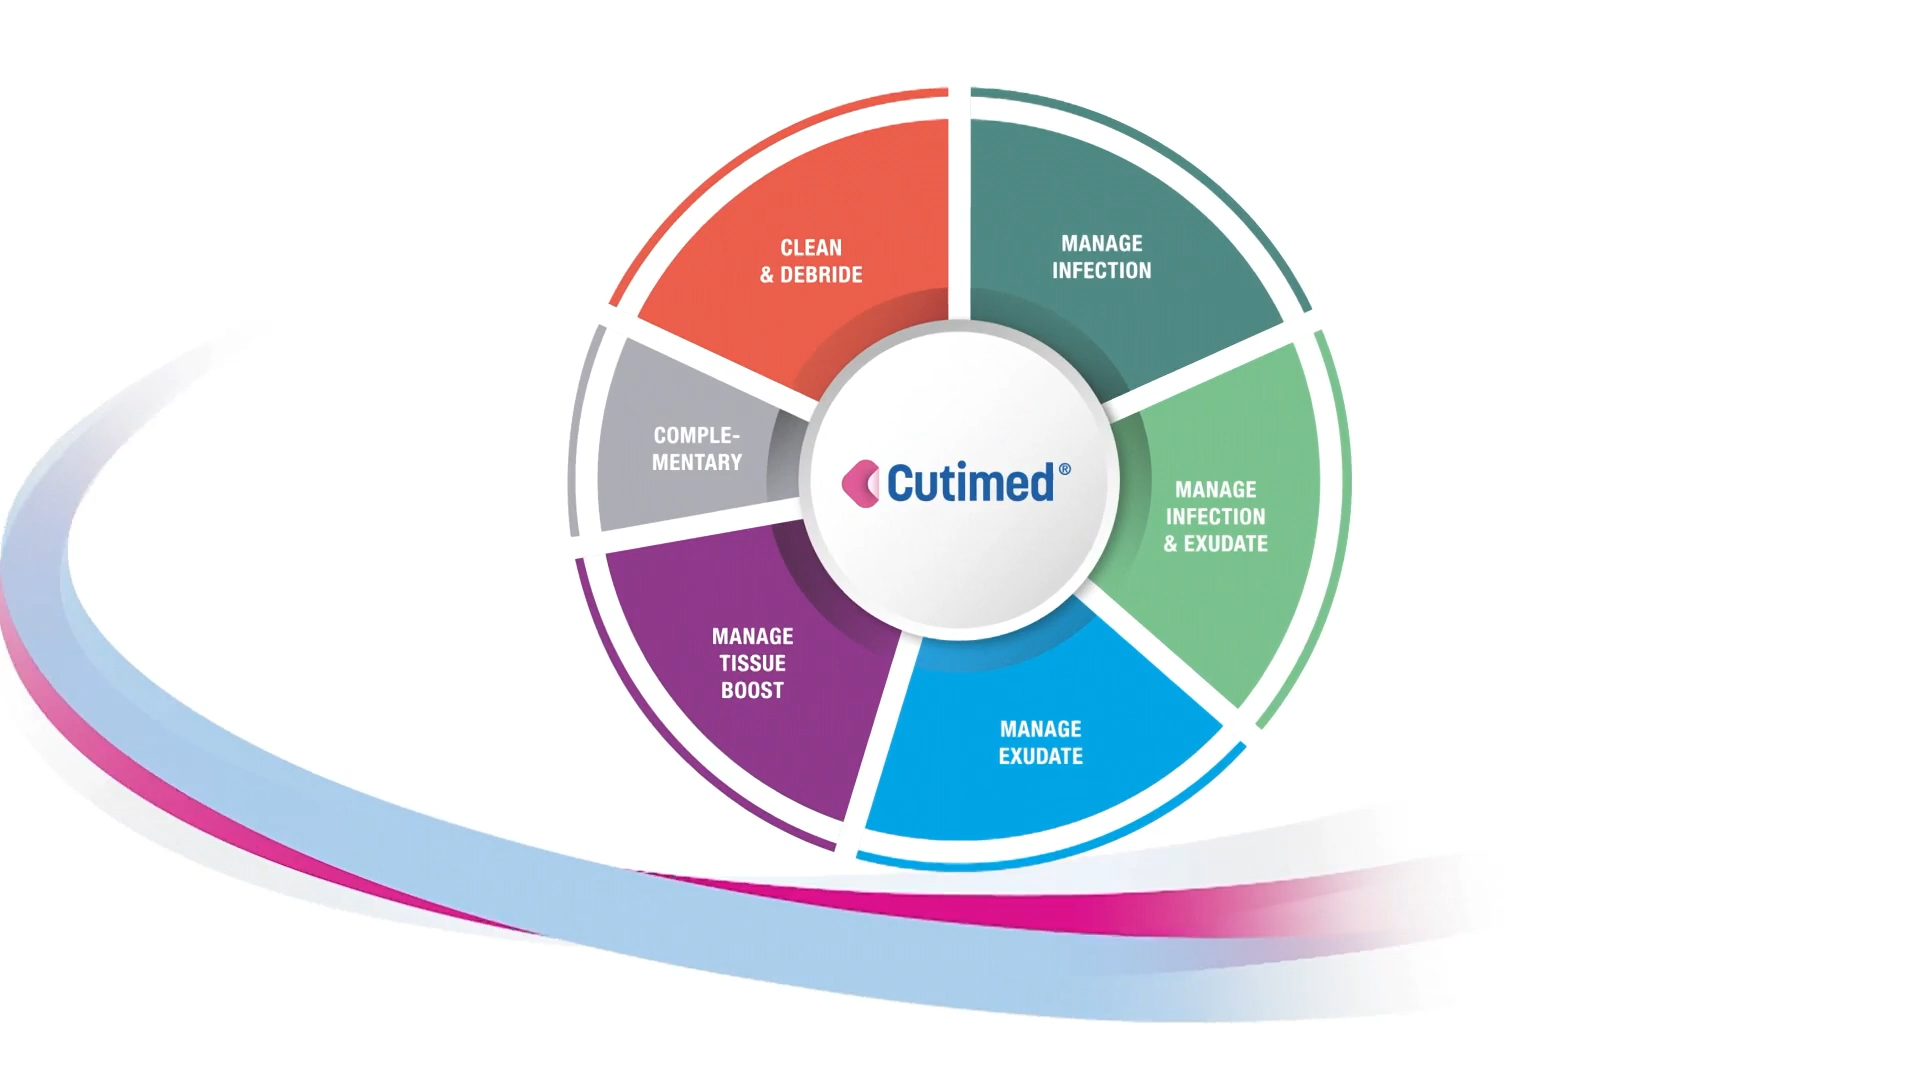 CLEAN
& DEBRIDE
MANAGE
INFECTION
COMPLE-
MENTARY
Cutimed®
MANAGE
INFECTION
& EXUDATE
MANAGE
TISSUE
BOOST
MANAGE
EXUDATE